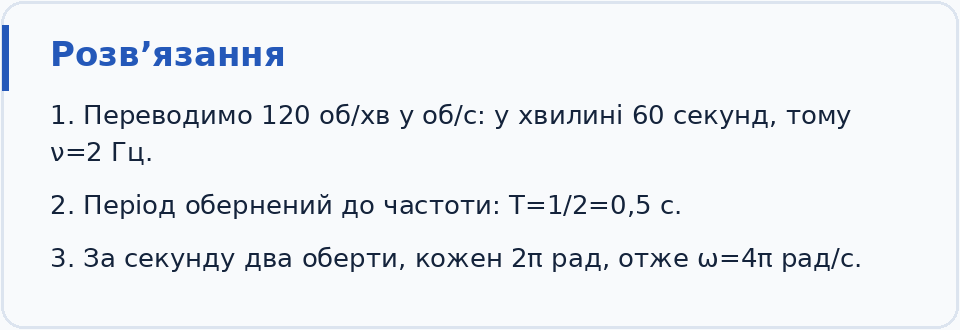 Розв’язання
1. Переводимо 120 об/хв у об/с: у хвилині 60 секунд, тому
ν=2 Гц.
2. Період обернений до частоти: T=1/2=0,5 с.
3. За секунду два оберти, кожен 2π рад, отже ω=4π рад/с.